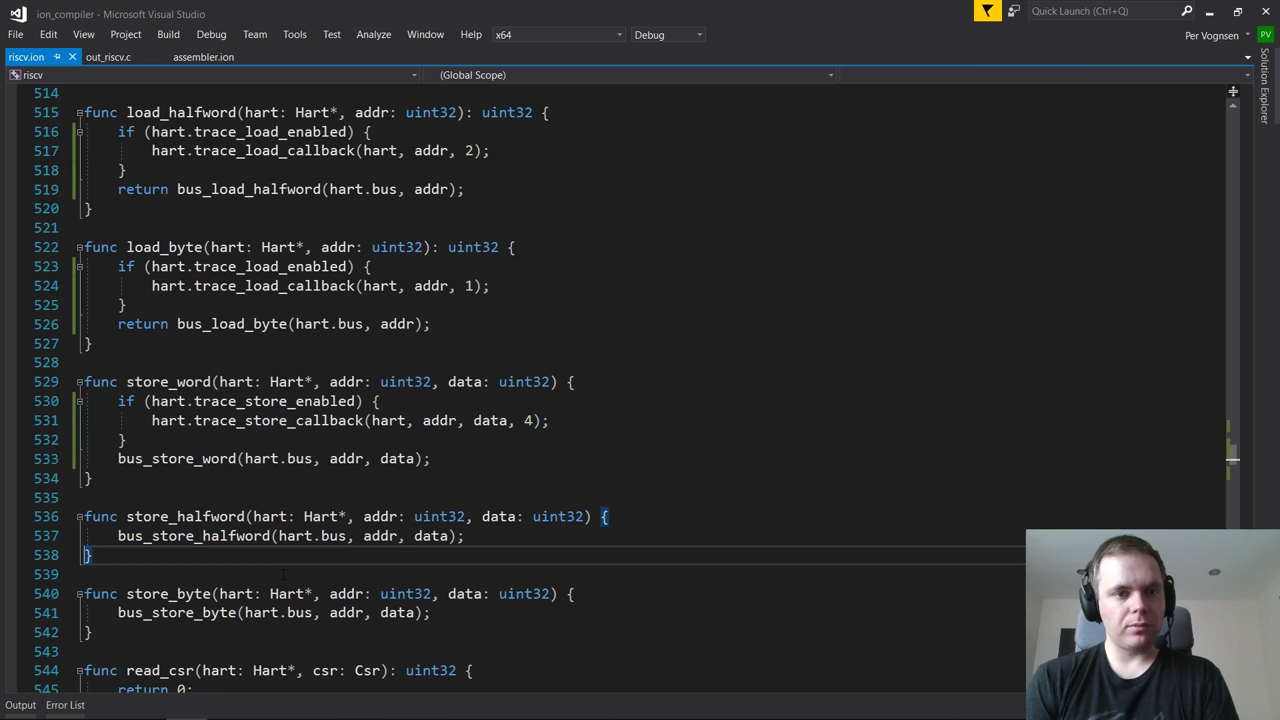 ion_compiler - Microsoft Visual Studio
Quick Launch (Ctrl+Q)
File Edit View Project Build Debug Team Tools Test Analyze Window Help x64 Debug Per Vognsen PV
riscv.ion out_riscv.c assembler.ion
riscv (Global Scope)
Solution Explorer
514
515 func load_halfword(hart: Hart*, addr: uint32): uint32 {
516 if (hart.trace_load_enabled) {
517 hart.trace_load_callback(hart, addr, 2);
518 }
519 return bus_load_halfword(hart.bus, addr);
520 }
521
522 func load_byte(hart: Hart*, addr: uint32): uint32 {
523 if (hart.trace_load_enabled) {
524 hart.trace_load_callback(hart, addr, 1);
525 }
526 return bus_load_byte(hart.bus, addr);
527 }
528
529 func store_word(hart: Hart*, addr: uint32, data: uint32) {
530 if (hart.trace_store_enabled) {
531 hart.trace_store_callback(hart, addr, data, 4);
532 }
533 bus_store_word(hart.bus, addr, data);
534 }
535
536 func store_halfword(hart: Hart*, addr: uint32, data: uint32) {
537 bus_store_halfword(hart.bus, addr, data);
538 }
539
540 func store_byte(hart: Hart*, addr: uint32, data: uint32) {
541 bus_store_byte(hart.bus, addr, data);
542 }
543
544 func read_csr(hart: Hart*, csr: Csr): uint32 {
545 return 0;
Output Error List